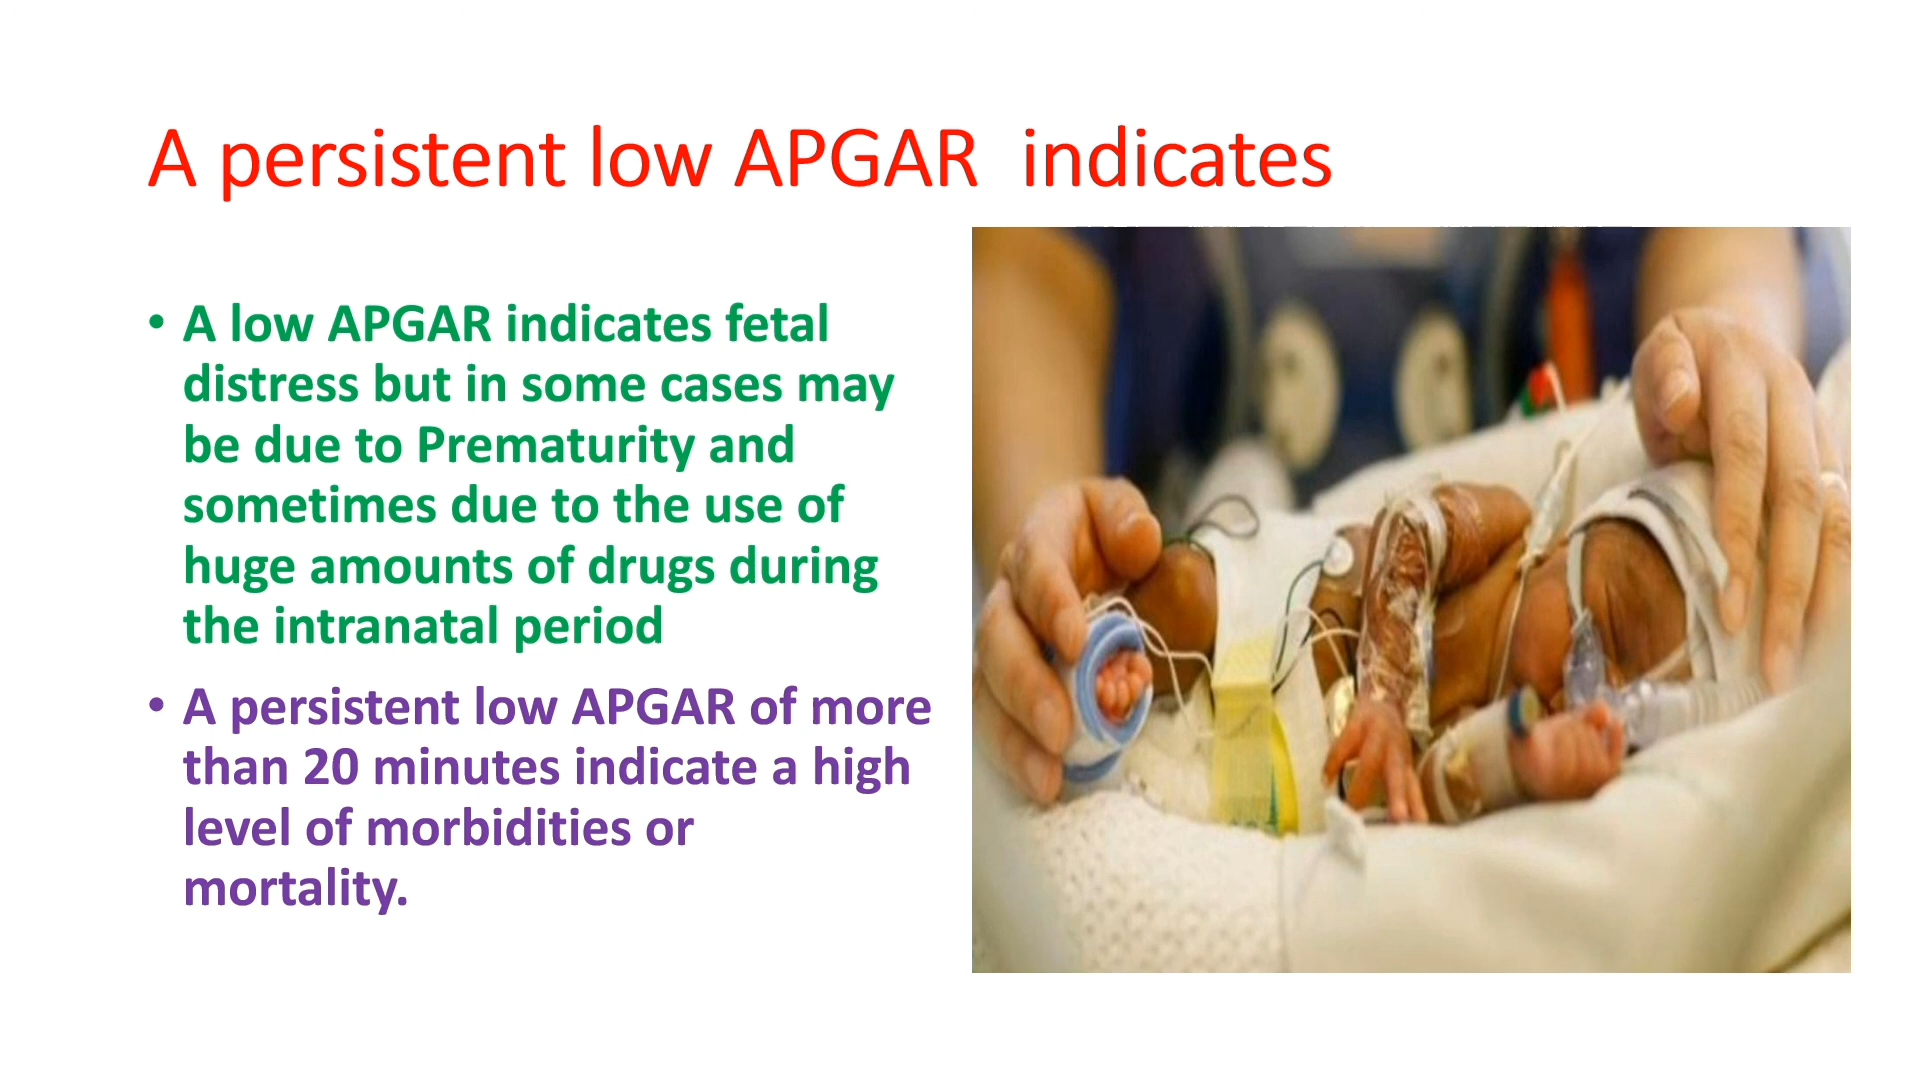 A persistent low APGAR  indicates
• A low APGAR indicates fetal
distress but in some cases may
be due to Prematurity and
sometimes due to the use of
huge amounts of drugs during
the intranatal period
• A persistent low APGAR of more
than 20 minutes indicate a high
level of morbidities or
mortality.